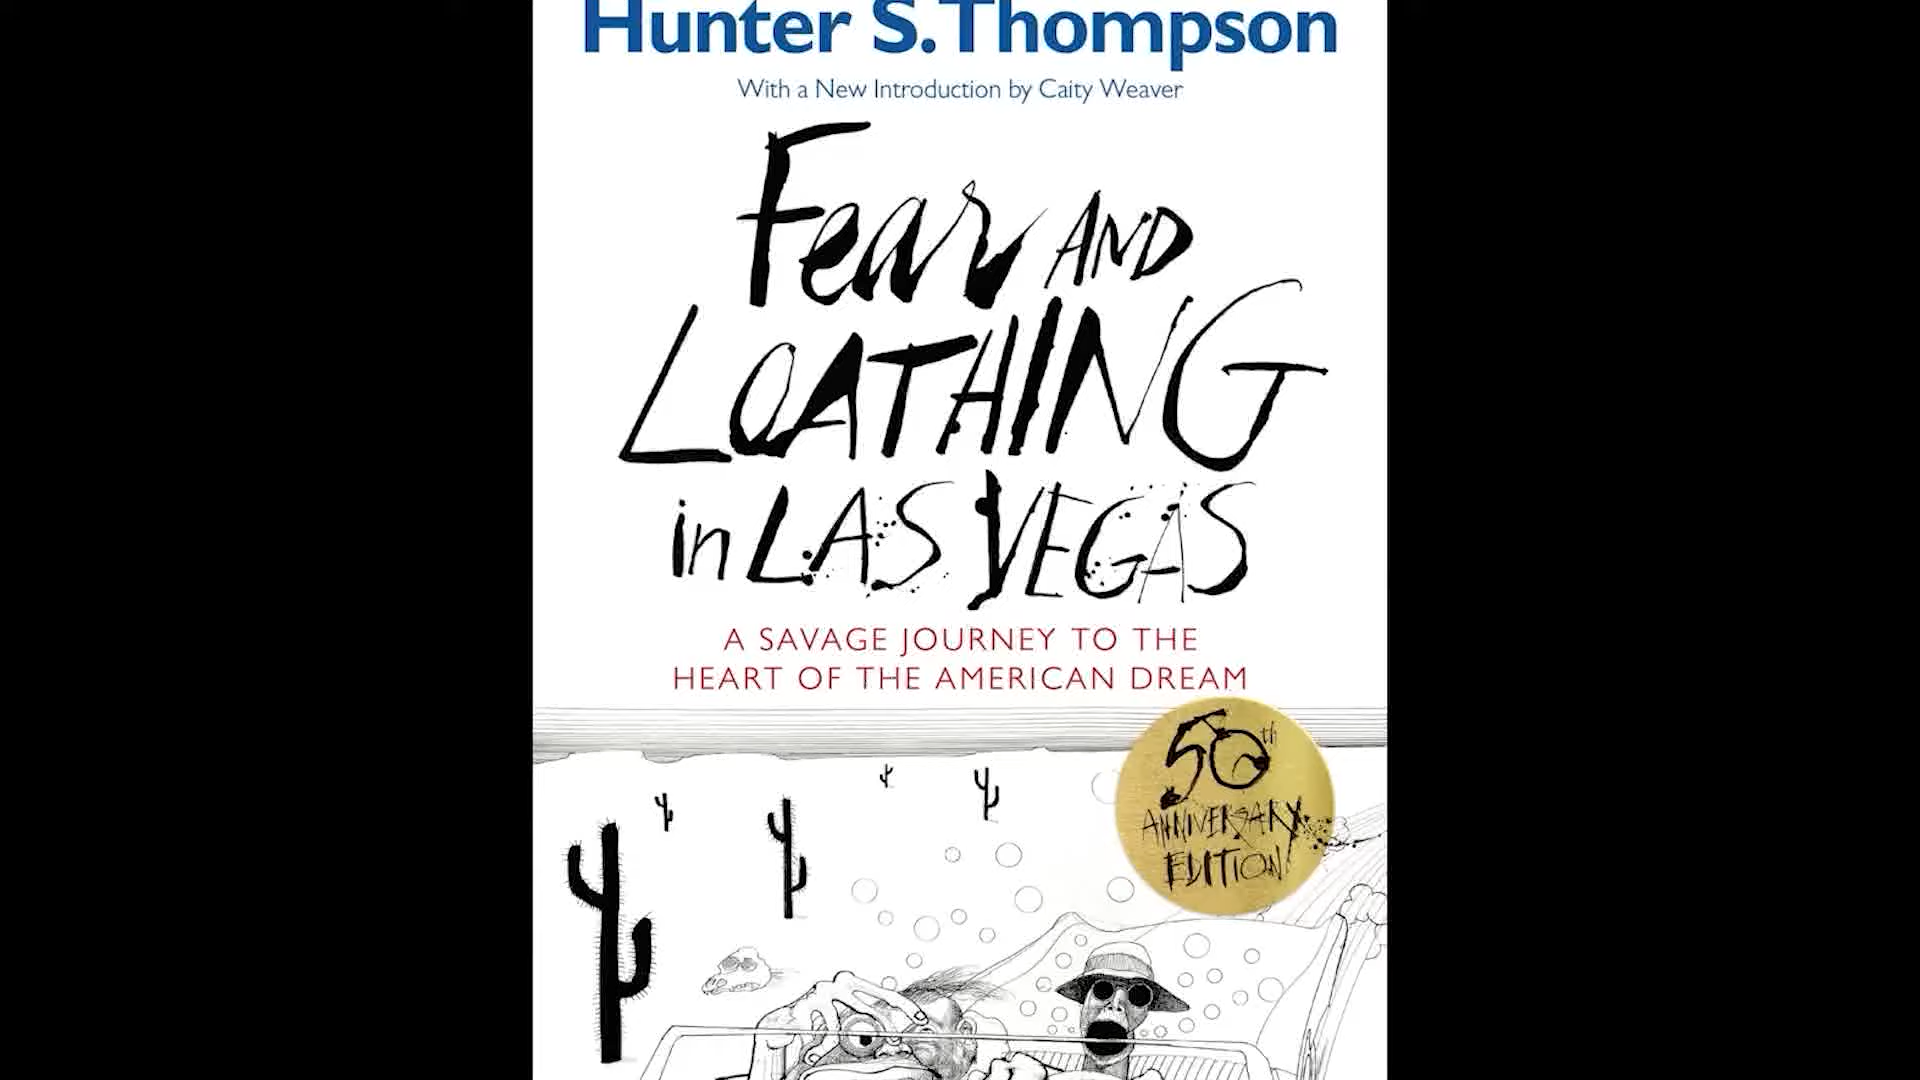 Hunter S. Thompson
With a New Introduction by Caity Weaver
Fear AND
LOATHING
in LAS VEGAS
A SAVAGE JOURNEY TO THE
HEART OF THE AMERICAN DREAM
50th
ANNIVERSARY
EDITION